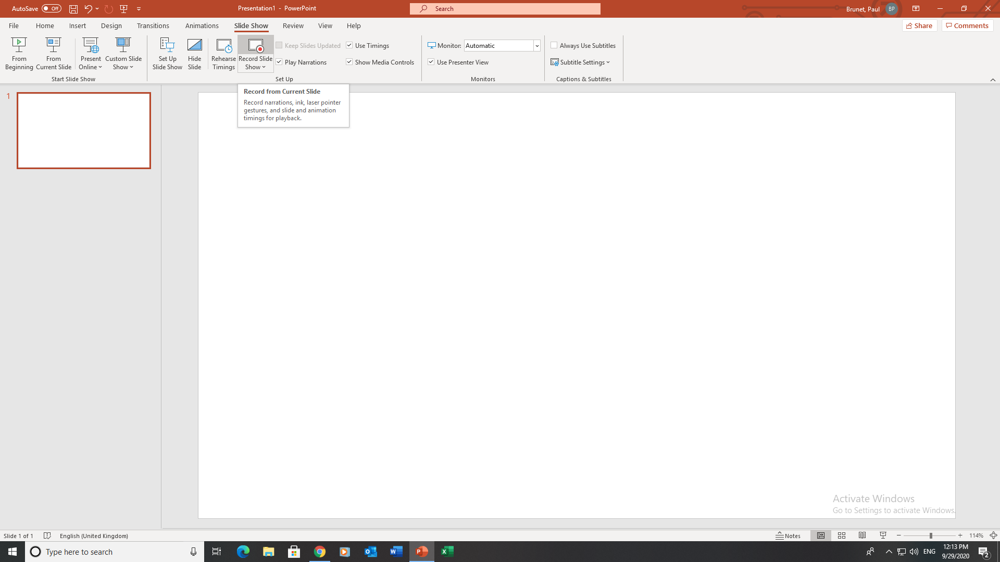 AutoSave Off Presentation1 - PowerPoint Search Brunet, Paul BP
File Home Insert Design Transitions Animations Slide Show Review View Help Share Comments
From Beginning
From Current Slide
Present Online
Custom Slide Show
Start Slide Show
Set Up Slide Show
Hide Slide
Rehearse Timings
Record Slide Show
Keep Slides Updated
Play Narrations
Use Timings
Show Media Controls
Set Up
Monitor: Automatic
Use Presenter View
Monitors
Always Use Subtitles
Subtitle Settings
Captions & Subtitles
Record from Current Slide
Record narrations, ink, laser pointer
gestures, and slide and animation
timings for playback.
1
Activate Windows
Go to Settings to activate Windows.
Slide 1 of 1 English (United Kingdom) Notes 114%
Type here to search ENG
12:13 PM
9/29/2020
2